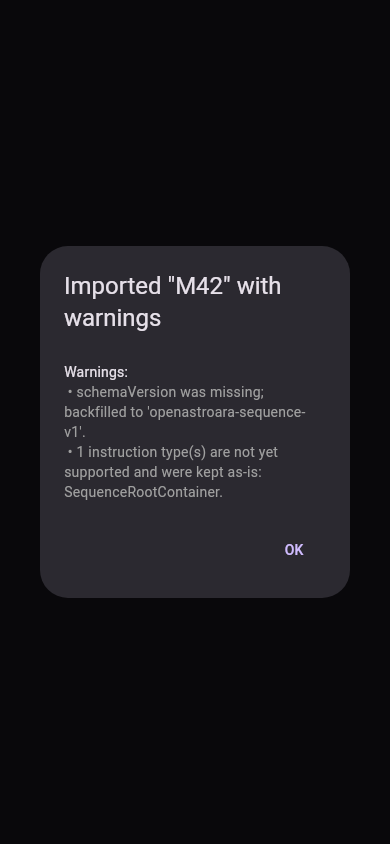 Imported "M42" with
warnings
Warnings:
• schemaVersion was missing;
backfilled to 'openastroara-sequence-
v1'.
• 1 instruction type(s) are not yet
supported and were kept as-is:
SequenceRootContainer.
OK